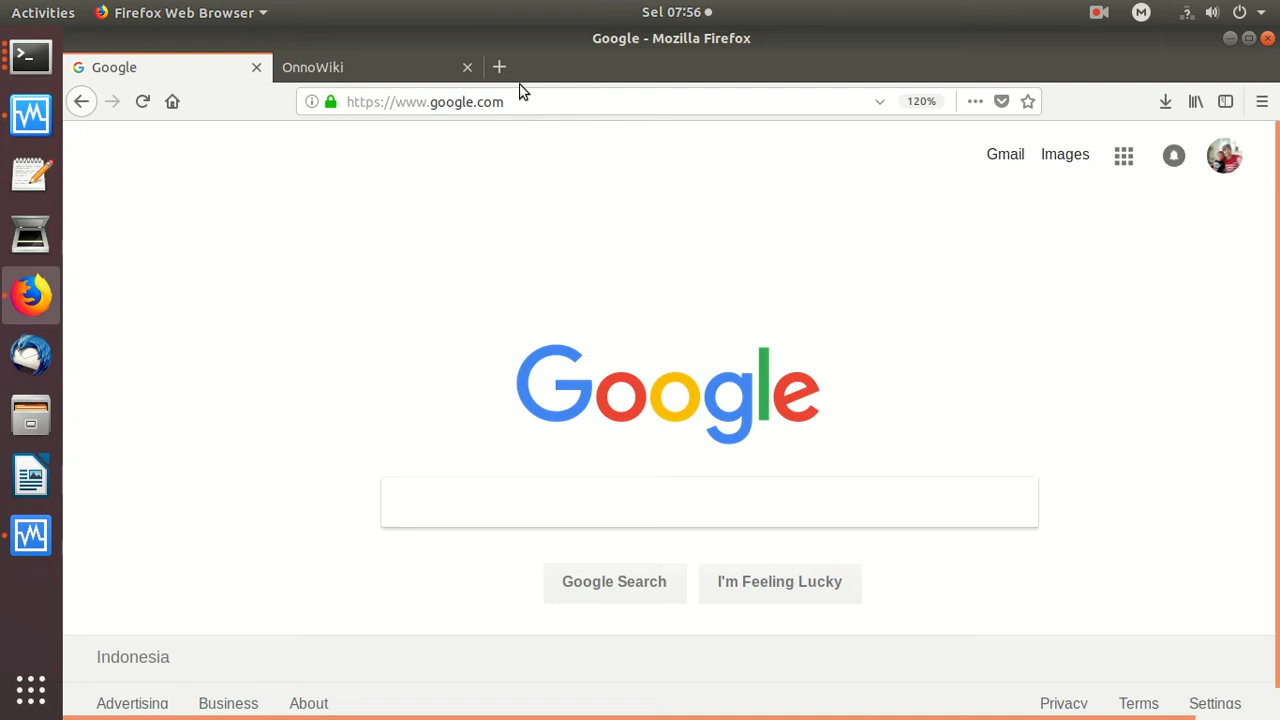 Activities Firefox Web Browser Sel 07:56
Google - Mozilla Firefox
Google OnnoWiki
https://www.google.com 120%
Gmail Images
Google
Google Search I'm Feeling Lucky
Indonesia
Advertising Business About Privacy Terms Settings